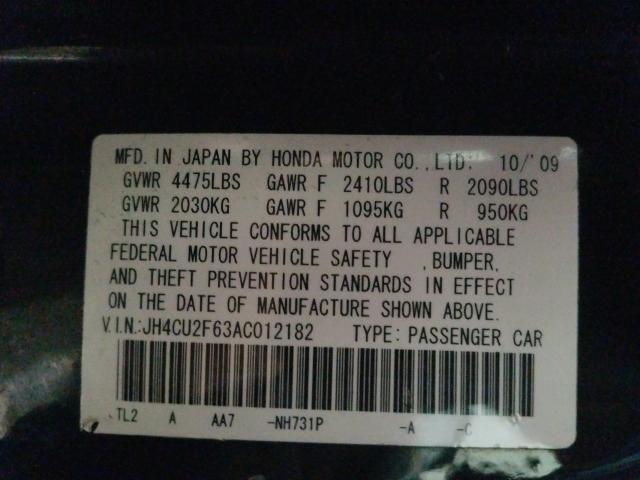 MFD. IN JAPAN BY HONDA MOTOR CO.,LTD. 10/'09
GVWR 4475LBS GAWR F 2410LBS R 2090LBS
GVWR 2030KG GAWR F 1095KG R 950KG
THIS VEHICLE CONFORMS TO ALL APPLICABLE
FEDERAL MOTOR VEHICLE SAFETY ,BUMPER,
AND THEFT PREVENTION STANDARDS IN EFFECT
ON THE DATE OF MANUFACTURE SHOWN ABOVE.
V.I.N.:JH4CU2F63AC012182 TYPE: PASSENGER CAR
TL2 A AA7 -NH731P -A -C